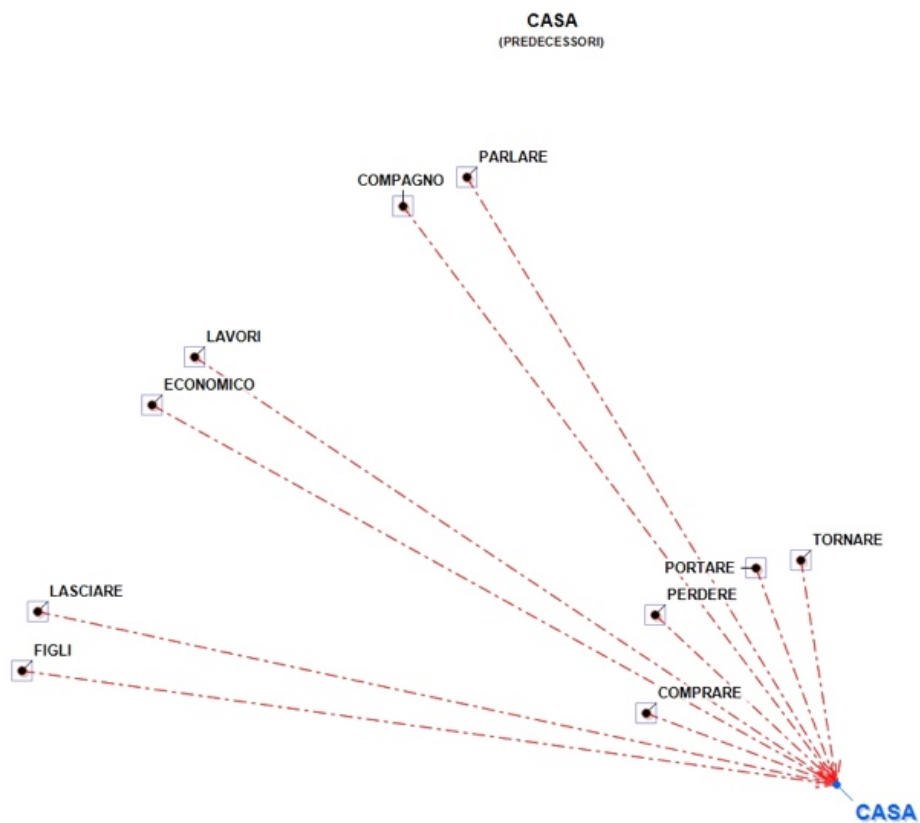 CASA
(PREDECESSORI)
PARLARE
COMPAGNO
LAVORI
ECONOMICO
TORNARE
PORTARE
LASCIARE
PERDERE
FIGLI
COMPRARE
CASA